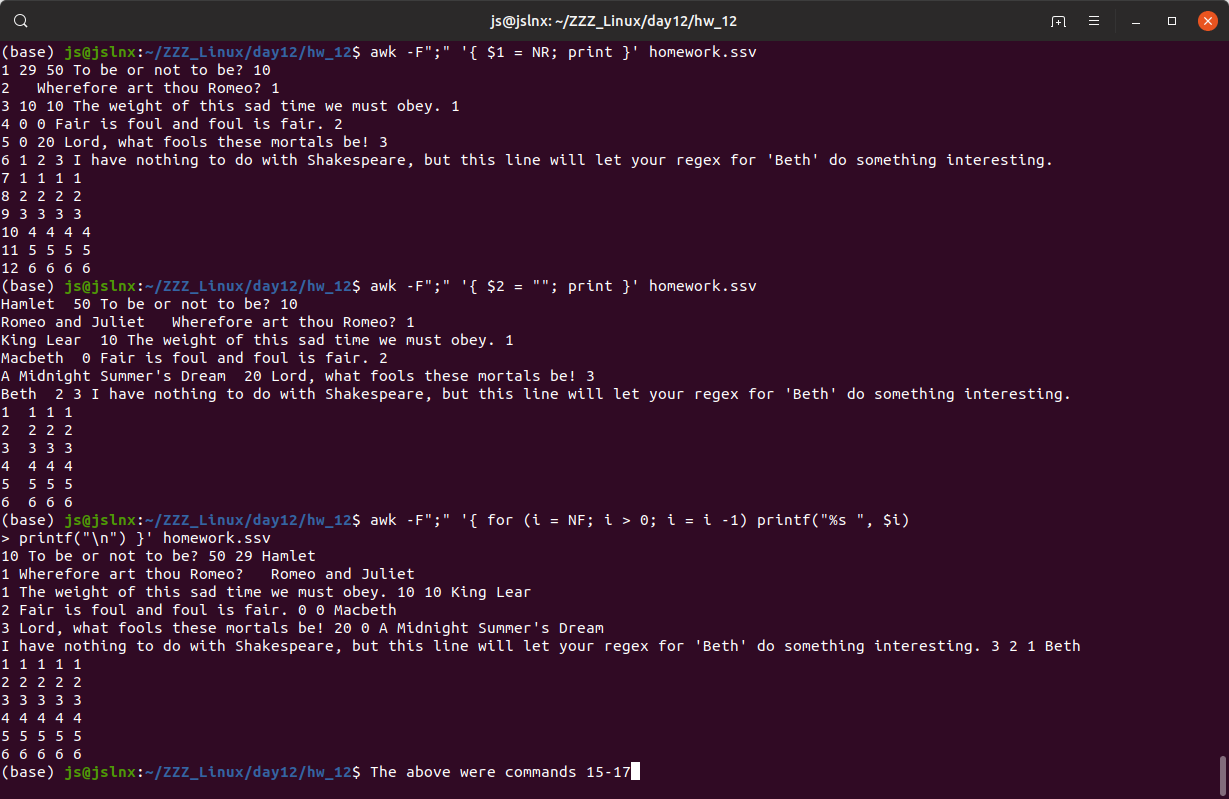 js@jslnx: ~/ZZZ_Linux/day12/hw_12
(base) js@jslnx:~/ZZZ_Linux/day12/hw_12$ awk -F";" '{ $1 = NR; print }' homework.ssv
1 29 50 To be or not to be? 10
2   Wherefore art thou Romeo? 1
3 10 10 The weight of this sad time we must obey. 1
4 0 0 Fair is foul and foul is fair. 2
5 0 20 Lord, what fools these mortals be! 3
6 1 2 3 I have nothing to do with Shakespeare, but this line will let your regex for 'Beth' do something interesting.
7 1 1 1 1
8 2 2 2 2
9 3 3 3 3
10 4 4 4 4
11 5 5 5 5
12 6 6 6 6
(base) js@jslnx:~/ZZZ_Linux/day12/hw_12$ awk -F";" '{ $2 = ""; print }' homework.ssv
Hamlet  50 To be or not to be? 10
Romeo and Juliet   Wherefore art thou Romeo? 1
King Lear  10 The weight of this sad time we must obey. 1
Macbeth  0 Fair is foul and foul is fair. 2
A Midnight Summer's Dream  20 Lord, what fools these mortals be! 3
Beth  2 3 I have nothing to do with Shakespeare, but this line will let your regex for 'Beth' do something interesting.
1  1 1 1
2  2 2 2
3  3 3 3
4  4 4 4
5  5 5 5
6  6 6 6
(base) js@jslnx:~/ZZZ_Linux/day12/hw_12$ awk -F";" '{ for (i = NF; i > 0; i = i -1) printf("%s ", $i)
> printf("\n") }' homework.ssv
10 To be or not to be? 50 29 Hamlet
1 Wherefore art thou Romeo?   Romeo and Juliet
1 The weight of this sad time we must obey. 10 10 King Lear
2 Fair is foul and foul is fair. 0 0 Macbeth
3 Lord, what fools these mortals be! 20 0 A Midnight Summer's Dream
I have nothing to do with Shakespeare, but this line will let your regex for 'Beth' do something interesting. 3 2 1 Beth
1 1 1 1 1
2 2 2 2 2
3 3 3 3 3
4 4 4 4 4
5 5 5 5 5
6 6 6 6 6
(base) js@jslnx:~/ZZZ_Linux/day12/hw_12$ The above were commands 15-17